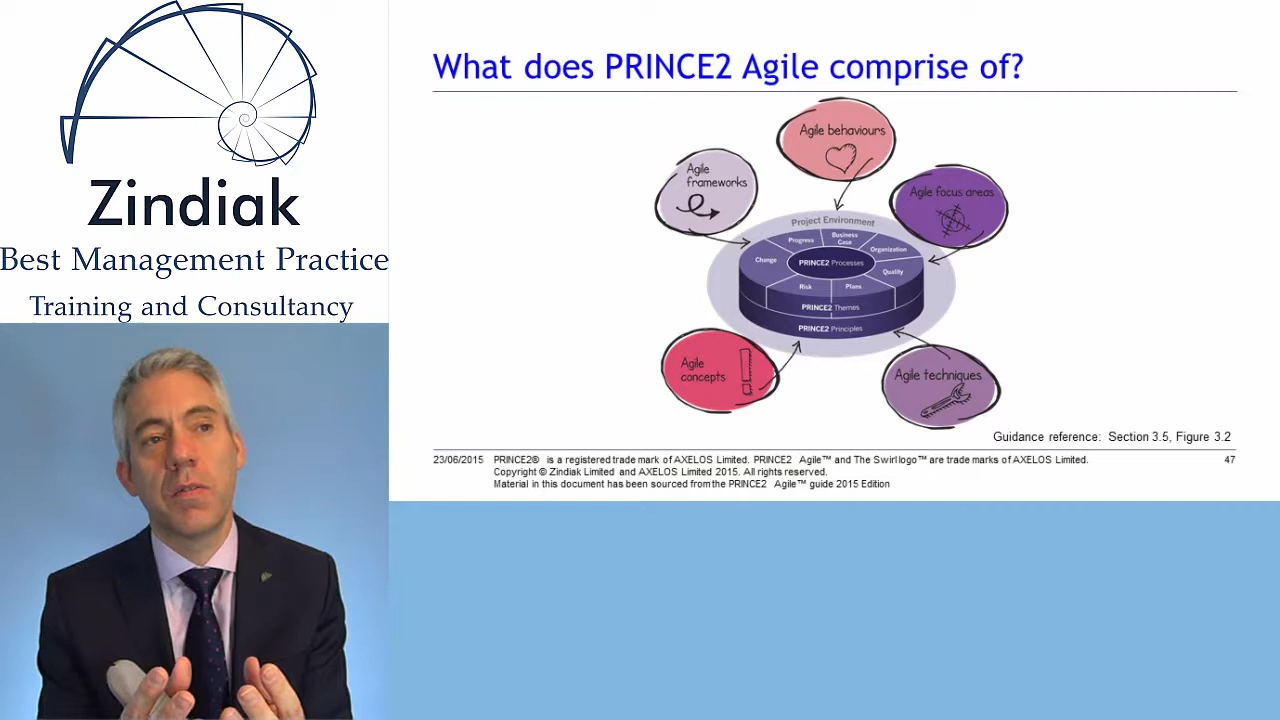 Zindiak
Best Management Practice
Training and Consultancy
What does PRINCE2 Agile comprise of?
Agile behaviours
Agile
frameworks
Agile focus areas
Project Environment
Progress
Business
Case
Organization
Change
PRINCE2 Processes
Quality
Risk
Plans
PRINCE2 Themes
PRINCE2 Principles
Agile
concepts
Agile techniques
Guidance reference: Section 3.5, Figure 3.2
23/06/2015 PRINCE2® is a registered trade mark of AXELOS Limited. PRINCE2 Agile™ and The Swirl logo™ are trade marks of AXELOS Limited. 47
Copyright © Zindiak Limited and AXELOS Limited 2015. All rights reserved.
Material in this document has been sourced from the PRINCE2 Agile™ guide 2015 Edition